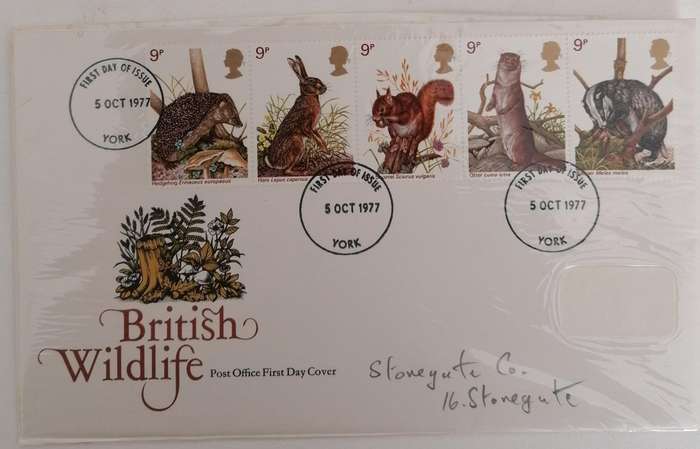 9P 9P 9P 9P 9P
FIRST DAY OF ISSUE
5 OCT 1977
YORK
Hedgehog Erinaceus europaeus
Hare Lepus capensis
Squirrel Sciurus vulgaris
Otter Lutra lutra
Meles meles
FIRST DAY OF ISSUE
5 OCT 1977
YORK
FIRST DAY OF ISSUE
5 OCT 1977
YORK
British
Wildlife
Post Office First Day Cover
Stonegate Co.
16. Stonegate